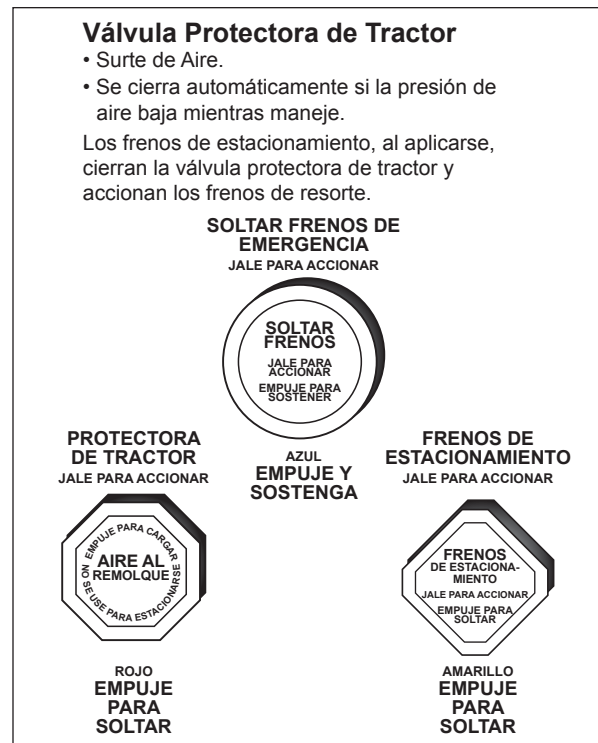 Válvula Protectora de Tractor
• Surte de Aire.
• Se cierra automáticamente si la presión de
aire baja mientras maneje.
Los frenos de estacionamiento, al aplicarse,
cierran la válvula protectora de tractor y
accionan los frenos de resorte.
SOLTAR FRENOS DE
EMERGENCIA
JALE PARA ACCIONAR
SOLTAR
FRENOS
JALE PARA
ACCIONAR
EMPUJE PARA
SOSTENER
AZUL
EMPUJE Y
SOSTENGA
PROTECTORA
DE TRACTOR
JALE PARA ACCIONAR
EMPUJE PARA CARGAR
AIRE AL
REMOLQUE
NO SE USE PARA ESTACIONARSE
ROJO
EMPUJE
PARA
SOLTAR
FRENOS DE
ESTACIONAMIENTO
JALE PARA ACCIONAR
FRENOS
DE ESTACIONA-
MIENTO
JALE PARA ACCIONAR
EMPUJE PARA
SOLTAR
AMARILLO
EMPUJE
PARA
SOLTAR